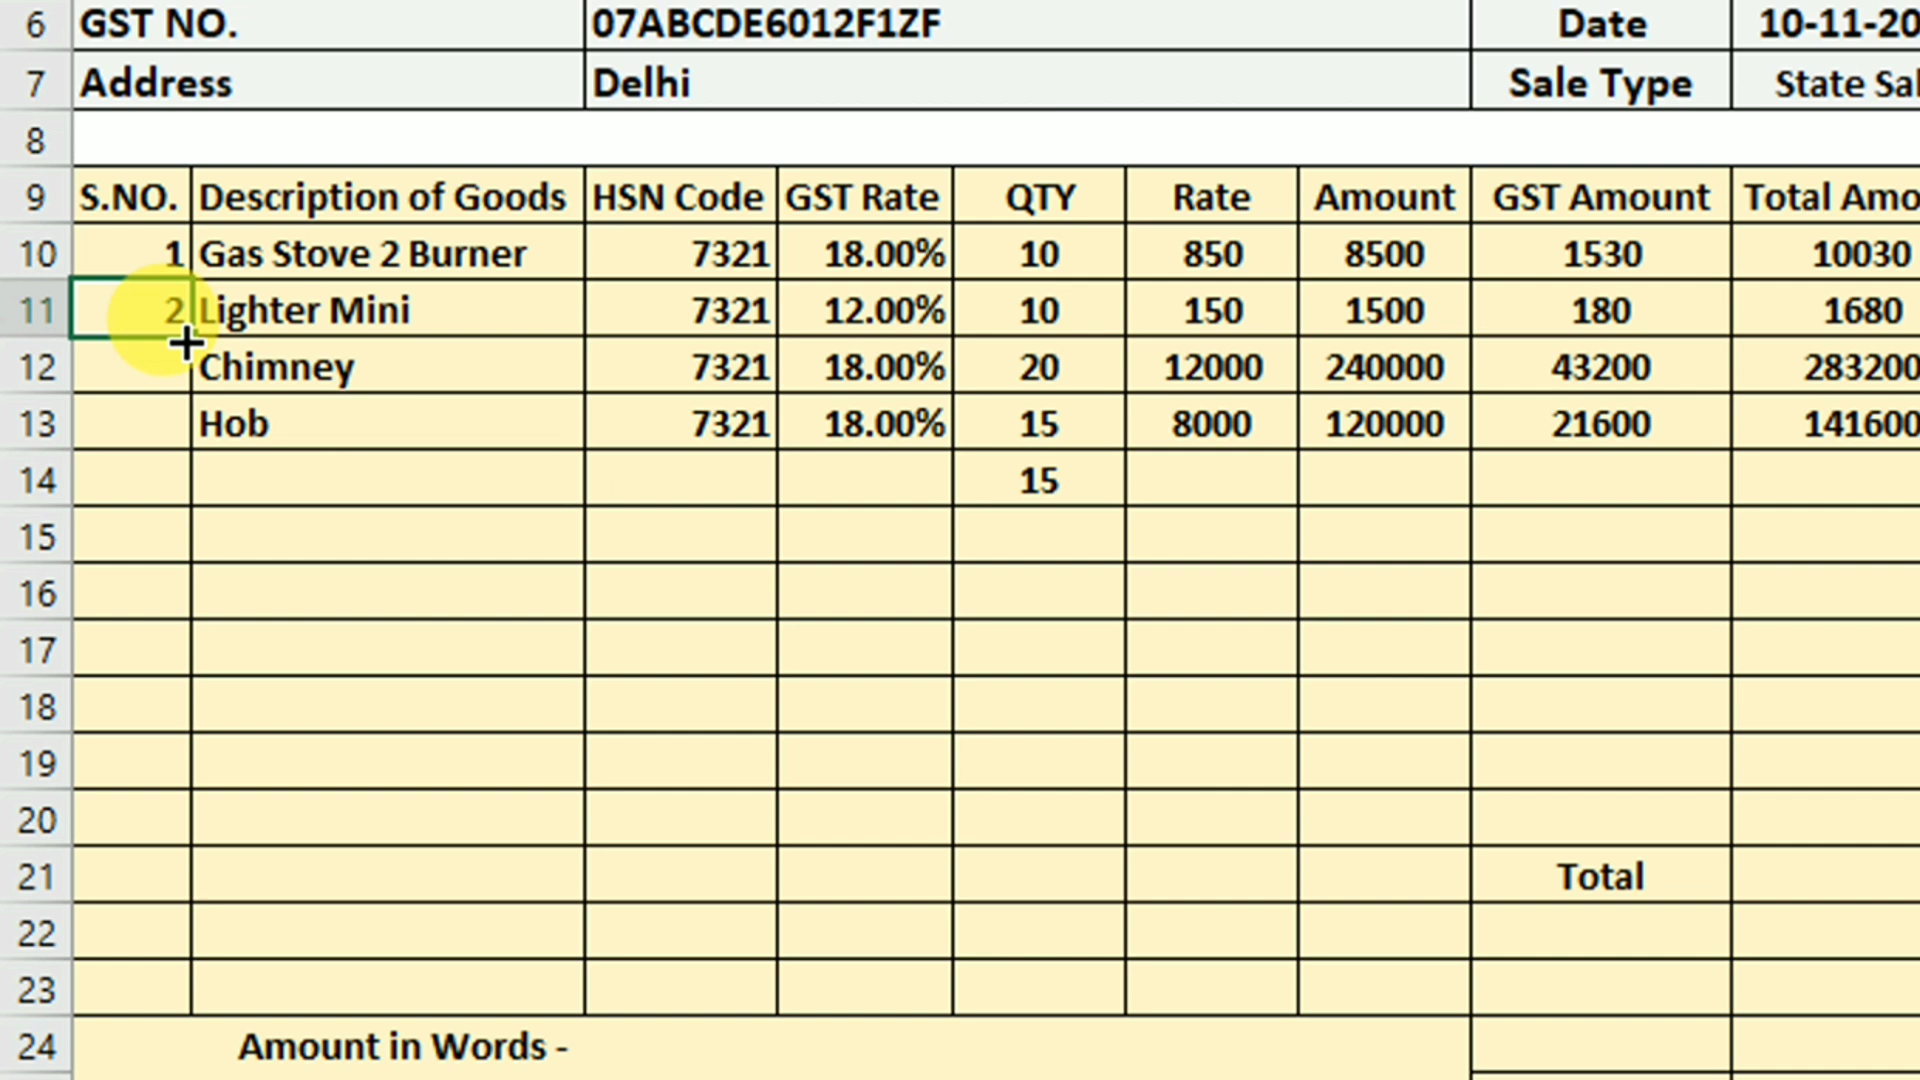 6 GST NO. 07ABCDE6012F1ZF Date 10-11-20
7 Address Delhi Sale Type State Sal
8
9 S.NO. Description of Goods HSN Code GST Rate QTY Rate Amount GST Amount Total Amo
10 1 Gas Stove 2 Burner 7321 18.00% 10 850 8500 1530 10030
11 2 Lighter Mini 7321 12.00% 10 150 1500 180 1680
12 Chimney 7321 18.00% 20 12000 240000 43200 283200
13 Hob 7321 18.00% 15 8000 120000 21600 141600
14 15
15
16
17
18
19
20
21 Total
22
23
24 Amount in Words -